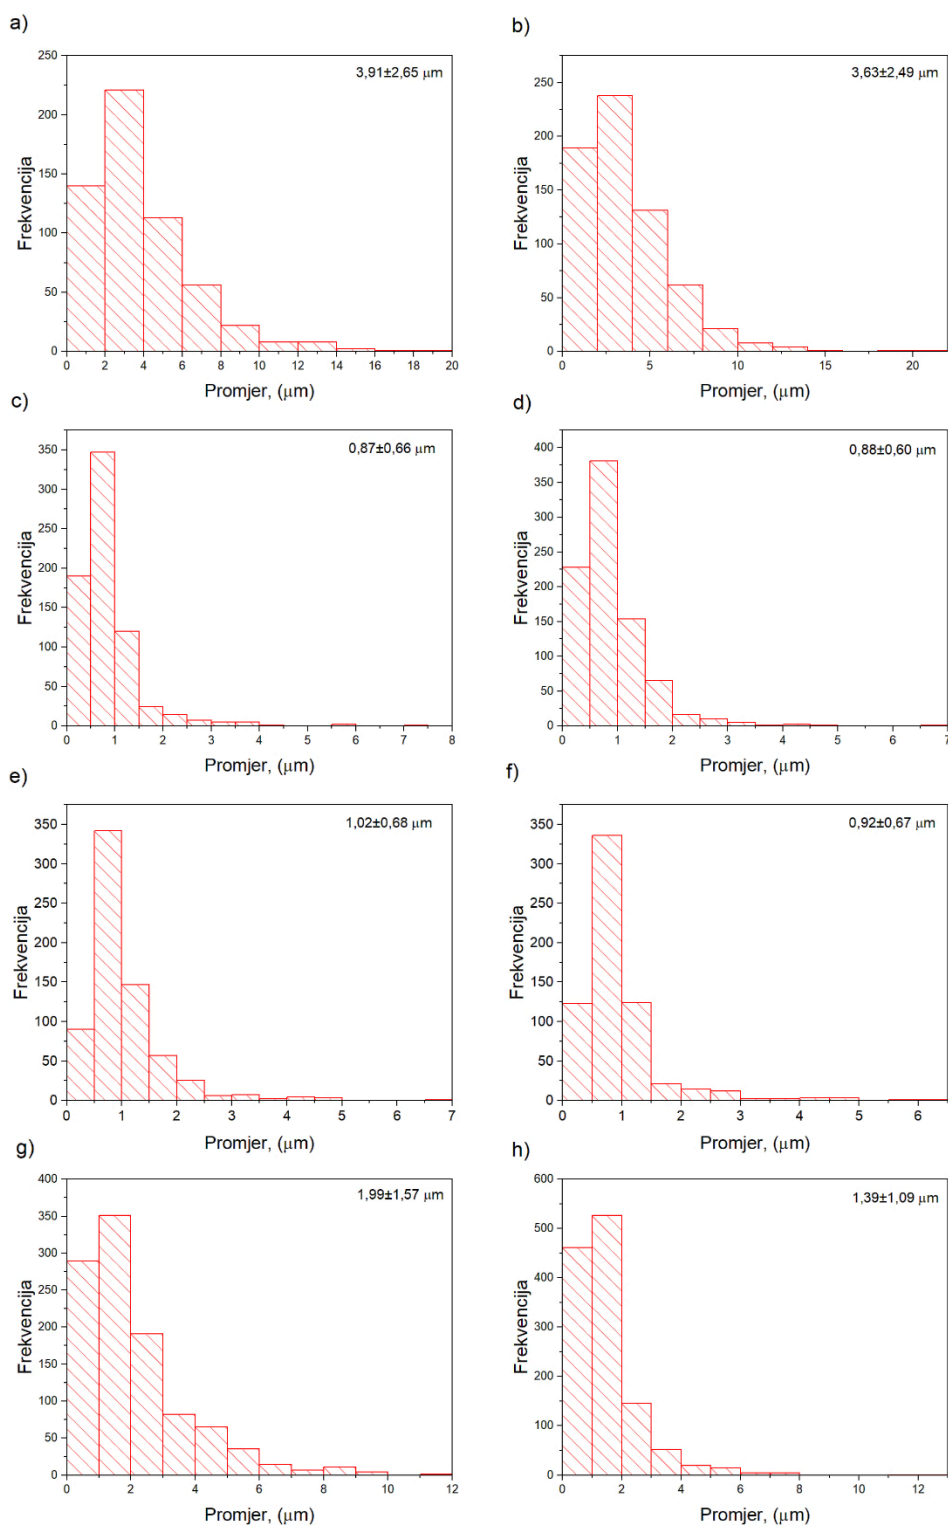 a)
3,91±2,65 μm
Frekvencija
250
200
150
100
50
0
0 2 4 6 8 10 12 14 16 18 20
Promjer, (μm)
b)
3,63±2,49 μm
Frekvencija
250
200
150
100
50
0
0 5 10 15 20
Promjer, (μm)
c)
0,87±0,66 μm
Frekvencija
350
300
250
200
150
100
50
0
0 1 2 3 4 5 6 7 8
Promjer, (μm)
d)
0,88±0,60 μm
Frekvencija
400
350
300
250
200
150
100
50
0
0 1 2 3 4 5 6 7
Promjer, (μm)
e)
1,02±0,68 μm
Frekvencija
350
300
250
200
150
100
50
0
0 1 2 3 4 5 6 7
Promjer, (μm)
f)
0,92±0,67 μm
Frekvencija
350
300
250
200
150
100
50
0
0 1 2 3 4 5 6
Promjer, (μm)
g)
1,99±1,57 μm
Frekvencija
400
350
300
250
200
150
100
50
0
0 2 4 6 8 10 12
Promjer, (μm)
h)
1,39±1,09 μm
Frekvencija
600
500
400
300
200
100
0
0 2 4 6 8 10 12
Promjer, (μm)